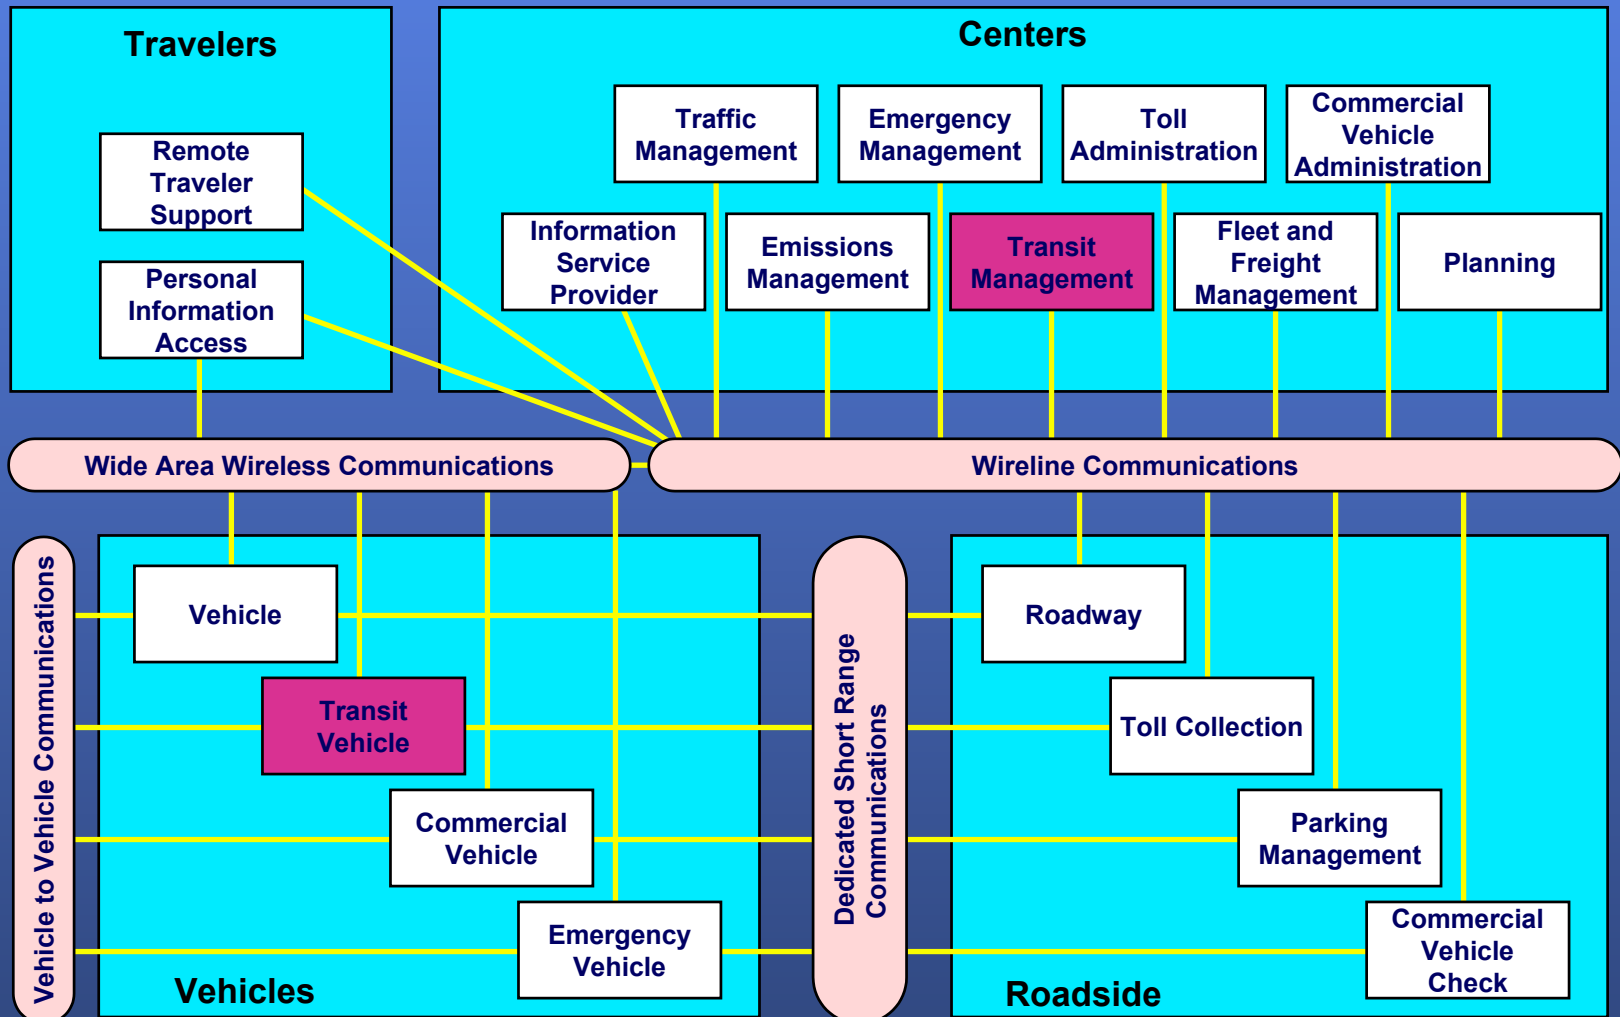 Travelers
Remote
Traveler
Support
Personal
Information
Access
Centers
Traffic
Management
Emergency
Management
Toll
Administration
Commercial
Vehicle
Administration
Information
Service
Provider
Emissions
Management
Transit
Management
Fleet and
Freight
Management
Planning
Wide Area Wireless Communications
Wireline Communications
Vehicle to Vehicle Communications
Vehicle
Transit
Vehicle
Commercial
Vehicle
Emergency
Vehicle
Vehicles
Dedicated Short Range
Communications
Roadway
Toll Collection
Parking
Management
Commercial
Vehicle
Check
Roadside